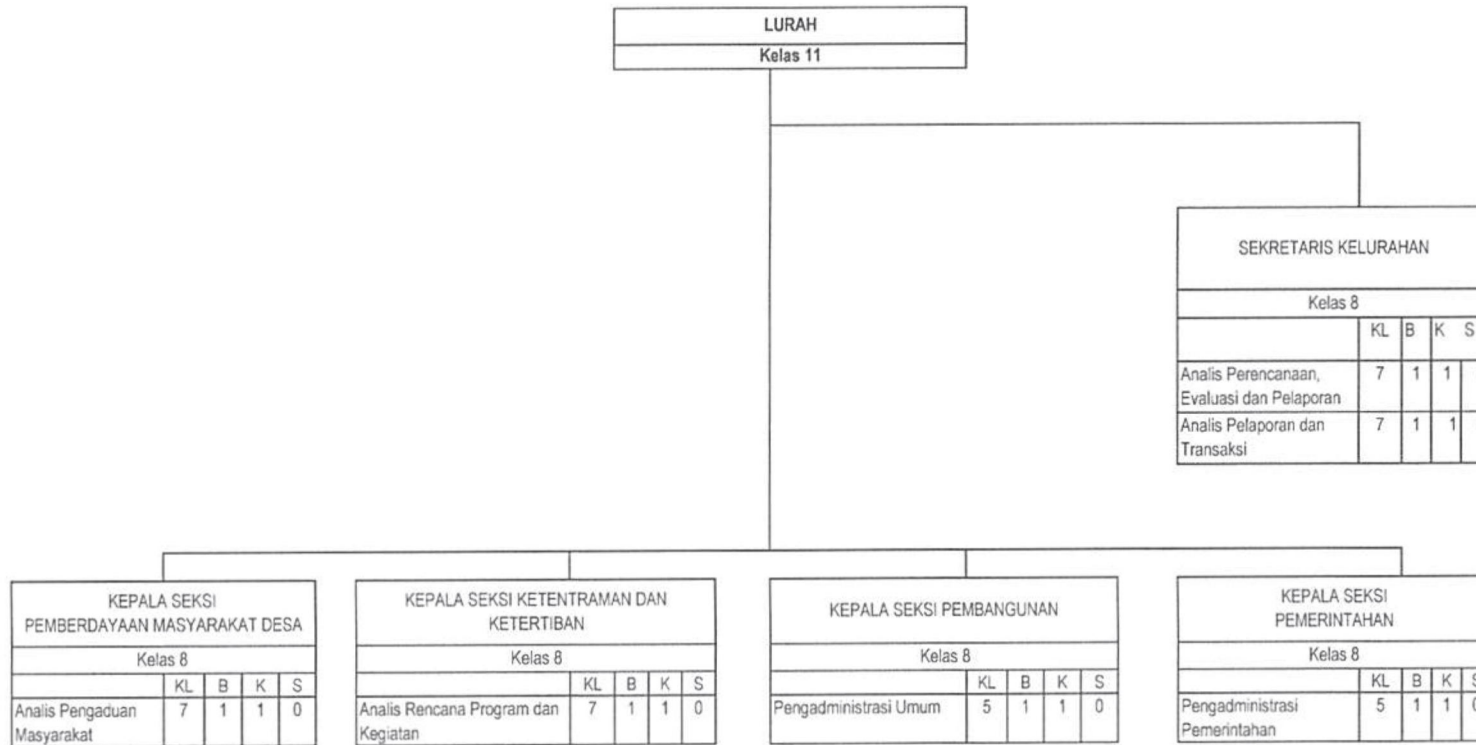 LURAH
Kelas 11
SEKRETARIS KELURAHAN
Kelas 8
KL B K S
Analis Perencanaan, 7 1 1
Evaluasi dan Pelaporan
Analis Pelaporan dan 7 1 1
Transaksi
KEPALA SEKSI
PEMBERDAYAAN MASYARAKAT DESA
Kelas 8
KL B K S
Analis Pengaduan 7 1 1 0
Masyarakat
KEPALA SEKSI KETENTRAMAN DAN
KETERTIBAN
Kelas 8
KL B K S
Analis Rencana Program dan 7 1 1 0
Kegiatan
KEPALA SEKSI PEMBANGUNAN
Kelas 8
KL B K S
Pengadministrasi Umum 5 1 1 0
KEPALA SEKSI
PEMERINTAHAN
Kelas 8
KL B K S
Pengadministrasi 5 1 1 0
Pemerintahan